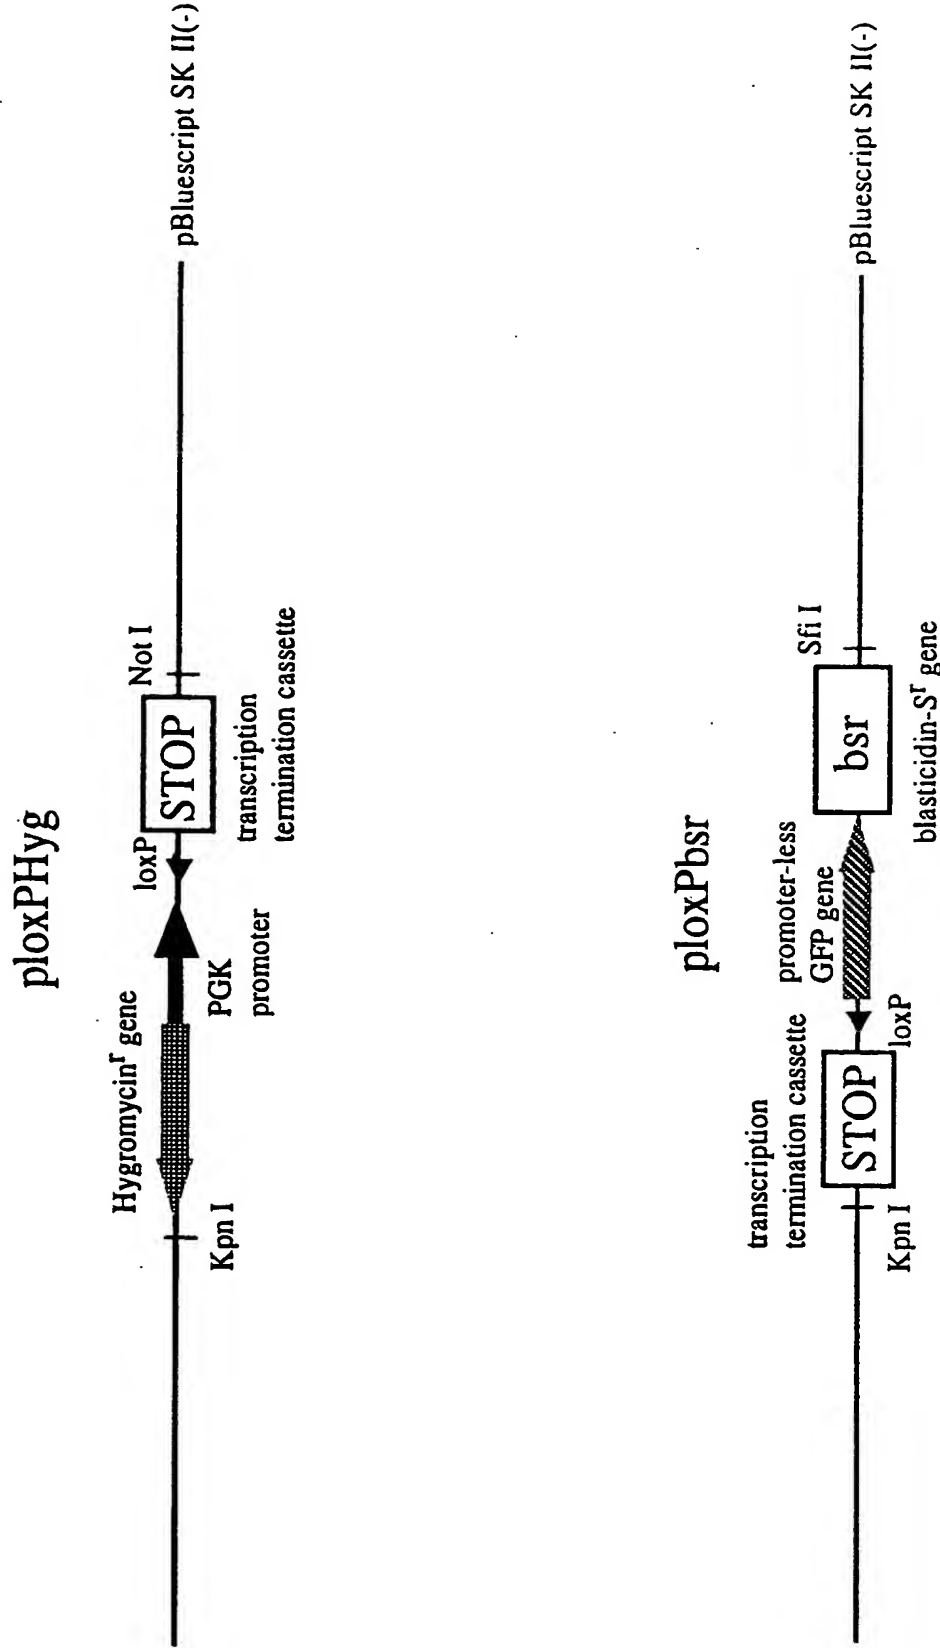 ploxPHyg
Hygromycinʳ gene
loxP
Not I
STOP
pBluescript SK II(-)
Kpn I
PGK
promoter
transcription
termination cassette
ploxPbsr
transcription
termination cassette
promoter-less
GFP gene
Sfi I
STOP
bsr
pBluescript SK II(-)
Kpn I
loxP
blasticidin-Sʳ gene